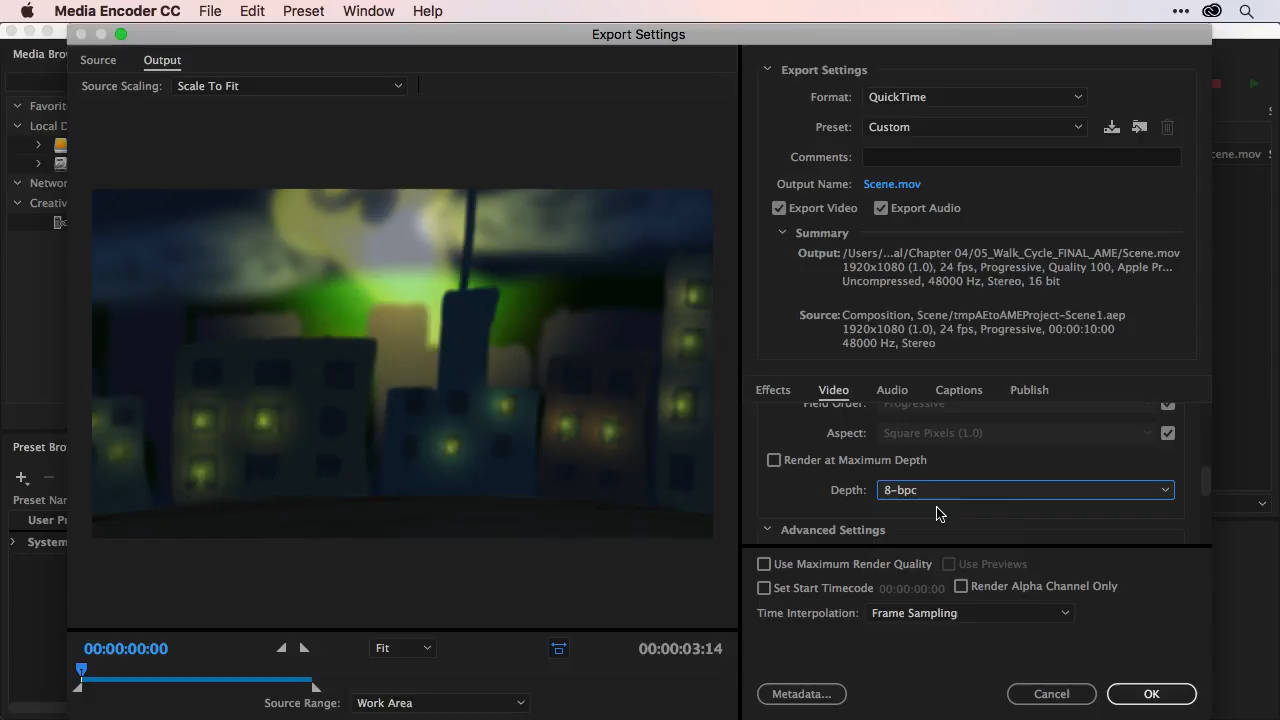 Media Encoder CC File Edit Preset Window Help
Export Settings
Media Bro
Source Output
Source Scaling: Scale To Fit
Favorit
Local D
Networ
Creativ
Export Settings
Format: QuickTime
Preset: Custom
Comments:
Output Name: Scene.mov
Export Video Export Audio
Summary
Output: /Users/...al/Chapter 04/05_Walk_Cycle_FINAL_AME/Scene.mov
1920x1080 (1.0), 24 fps, Progressive, Quality 100, Apple Pr...
Uncompressed, 48000 Hz, Stereo, 16 bit
Source: Composition, Scene/tmpAEtoAMEProject-Scene1.aep
1920x1080 (1.0), 24 fps, Progressive, 00:00:10:00
48000 Hz, Stereo
cene.mov
Effects Video Audio Captions Publish
Field Order: Progressive
Aspect: Square Pixels (1.0)
Render at Maximum Depth
Depth: 8-bpc
Advanced Settings
Preset Bro
Preset Na
User Pr
System
Use Maximum Render Quality Use Previews
Set Start Timecode 00:00:00:00 Render Alpha Channel Only
Time Interpolation: Frame Sampling
00:00:00:00 Fit 00:00:03:14
Source Range: Work Area
Metadata... Cancel OK